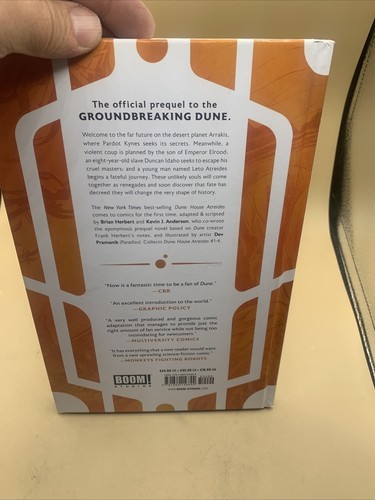 The official prequel to the
GROUNDBREAKING DUNE.
Welcome to the far future on the desert planet Arrakis,
where Pardot Kynes seeks its secrets. Meanwhile, a
violent coup is planned by the son of Emperor Elrood;
an eight-year-old slave Duncan Idaho seeks to escape his
cruel masters; and a young man named Leto Atreides
begins a fateful journey. These unlikely souls will come
together as renegades and soon discover that fate has
decreed they will change the very shape of history.
The New York Times best-selling Dune: House Atreides
comes to comics for the first time, adapted & scripted
by Brian Herbert and Kevin J. Anderson, who co-wrote
the eponymous prequel novel based on Dune creator
Frank Herbert's notes, and illustrated by artist Dev
Pramanik (Paradiso). Collects Dune: House Atreides #1-4.
"Now is a fantastic time to be a fan of Dune."
—CBR
"An excellent introduction to the world."
—GRAPHIC POLICY
"A very well produced and gorgeous comic
adaptation that manages to provide just the
right amount of fan service while not being too
intimidating for newcomers."
—MULTIVERSITY COMICS
"It has everything that a new reader would want
from a new sprawling science-fiction comic."
—MONKEYS FIGHTING ROBOTS
BOOM!
STUDIOS